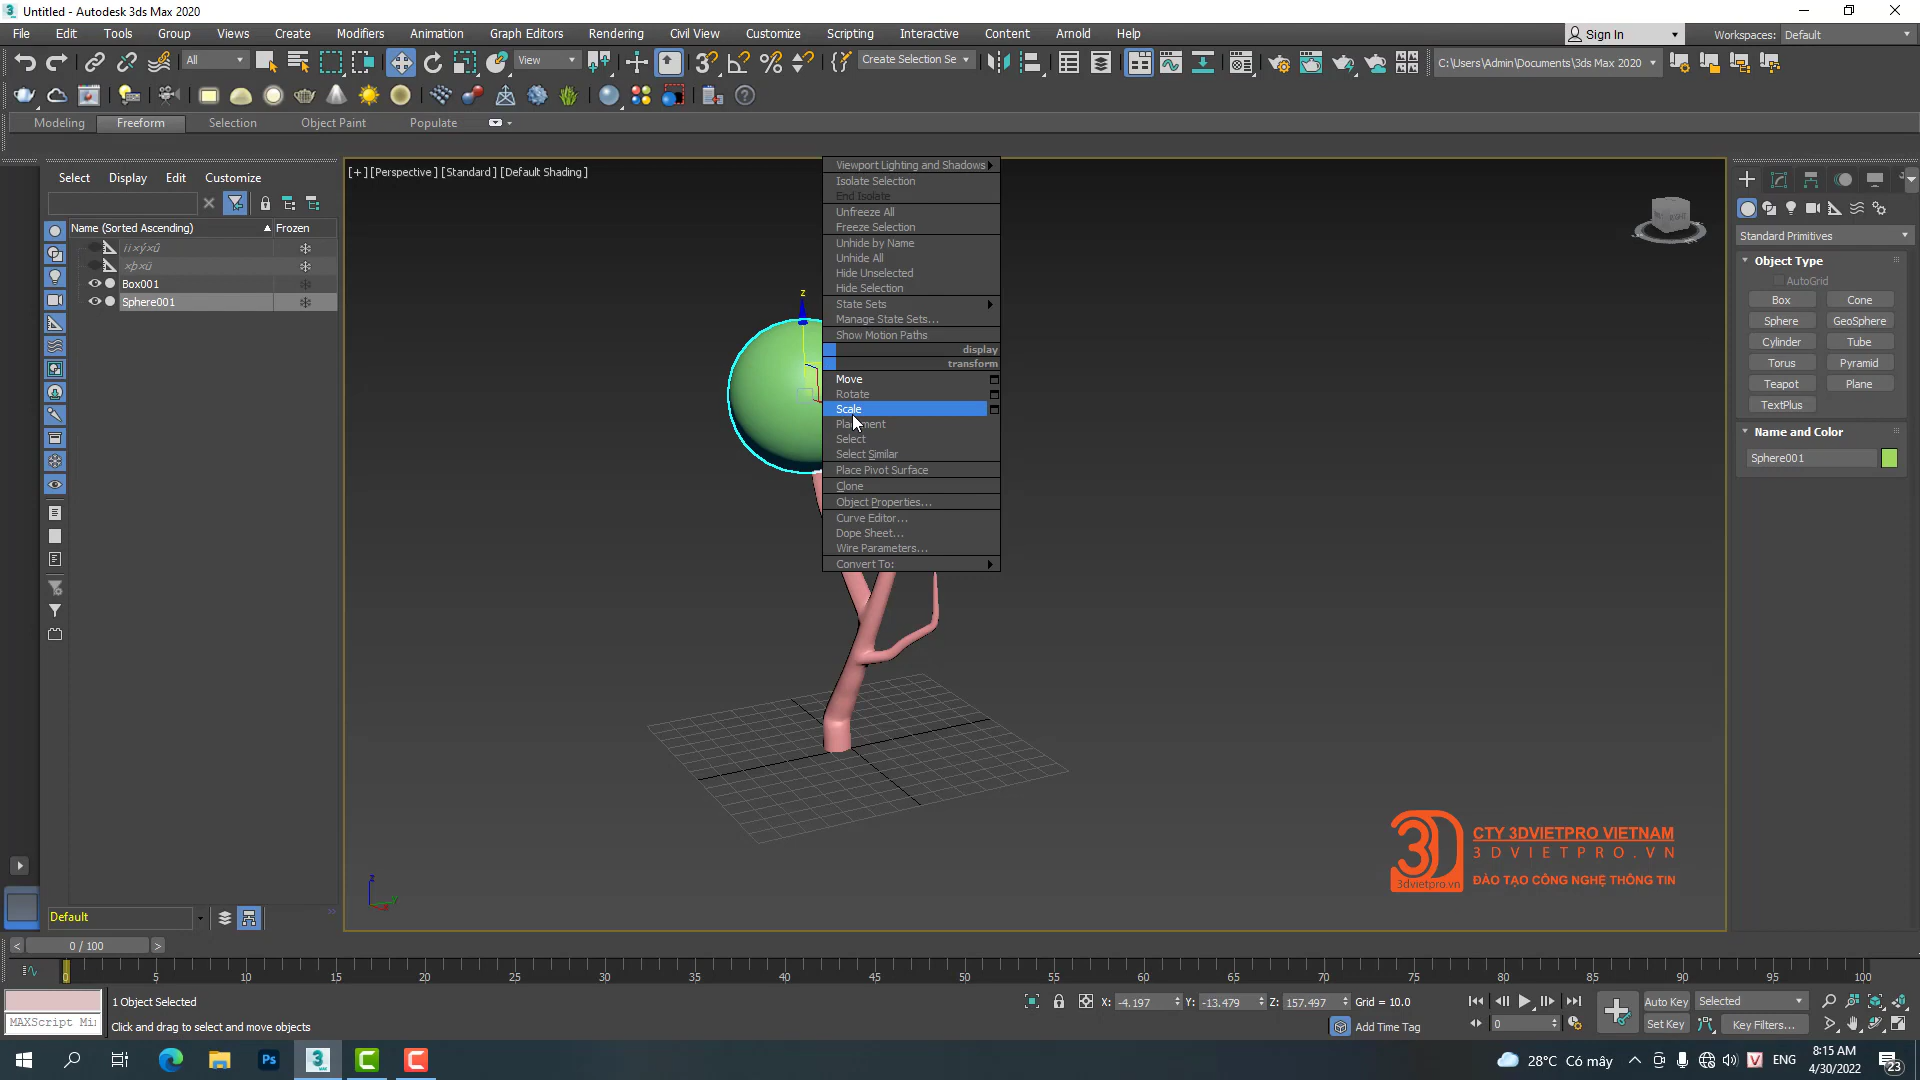 Untitled - Autodesk 3ds Max 2020
File Edit Tools Group Views Create Modifiers Animation Graph Editors Rendering Civil View Customize Scripting Interactive Content Arnold Help
Sign In
Workspaces: Default
All
View
Create Selection Se
C:\Users\Admin\Documents\3ds Max 2020
Modeling Freeform Selection Object Paint Populate
Select Display Edit Customize
Name (Sorted Ascending) Frozen
Box001
Sphere001
[+] [Perspective] [Standard] [Default Shading]
z
Viewport Lighting and Shadows
Isolate Selection
End Isolate
Unfreeze All
Freeze Selection
Unhide by Name
Unhide All
Hide Unselected
Hide Selection
State Sets
Manage State Sets...
Show Motion Paths
display
transform
Move
Rotate
Scale
Placement
Select
Select Similar
Place Pivot Surface
Clone
Object Properties...
Curve Editor...
Dope Sheet...
Wire Parameters...
Convert To:
RIGHT
Standard Primitives
Object Type
AutoGrid
Box Cone
Sphere GeoSphere
Cylinder Tube
Torus Pyramid
Teapot Plane
TextPlus
Name and Color
Sphere001
3D
3dvietpro.vn
CTY 3DVIETPRO VIETNAM
3DVIETPRO.VN
ĐÀO TẠO CÔNG NGHỆ THÔNG TIN
z
y
Default
< 0 / 100 >
0 5 10 15 20 25 30 35 40 45 50 55 60 65 70 75 80 85 90 95 100
1 Object Selected
X: -4.197 Y: -13.479 Z: 157.497 Grid = 10.0
Auto Key Selected
MAXScript Mi
Click and drag to select and move objects
Add Time Tag
0
Set Key Key Filters...
Ps
3
MAX
C
C
28°C Có mây
V
ENG
8:15 AM
4/30/2022
23